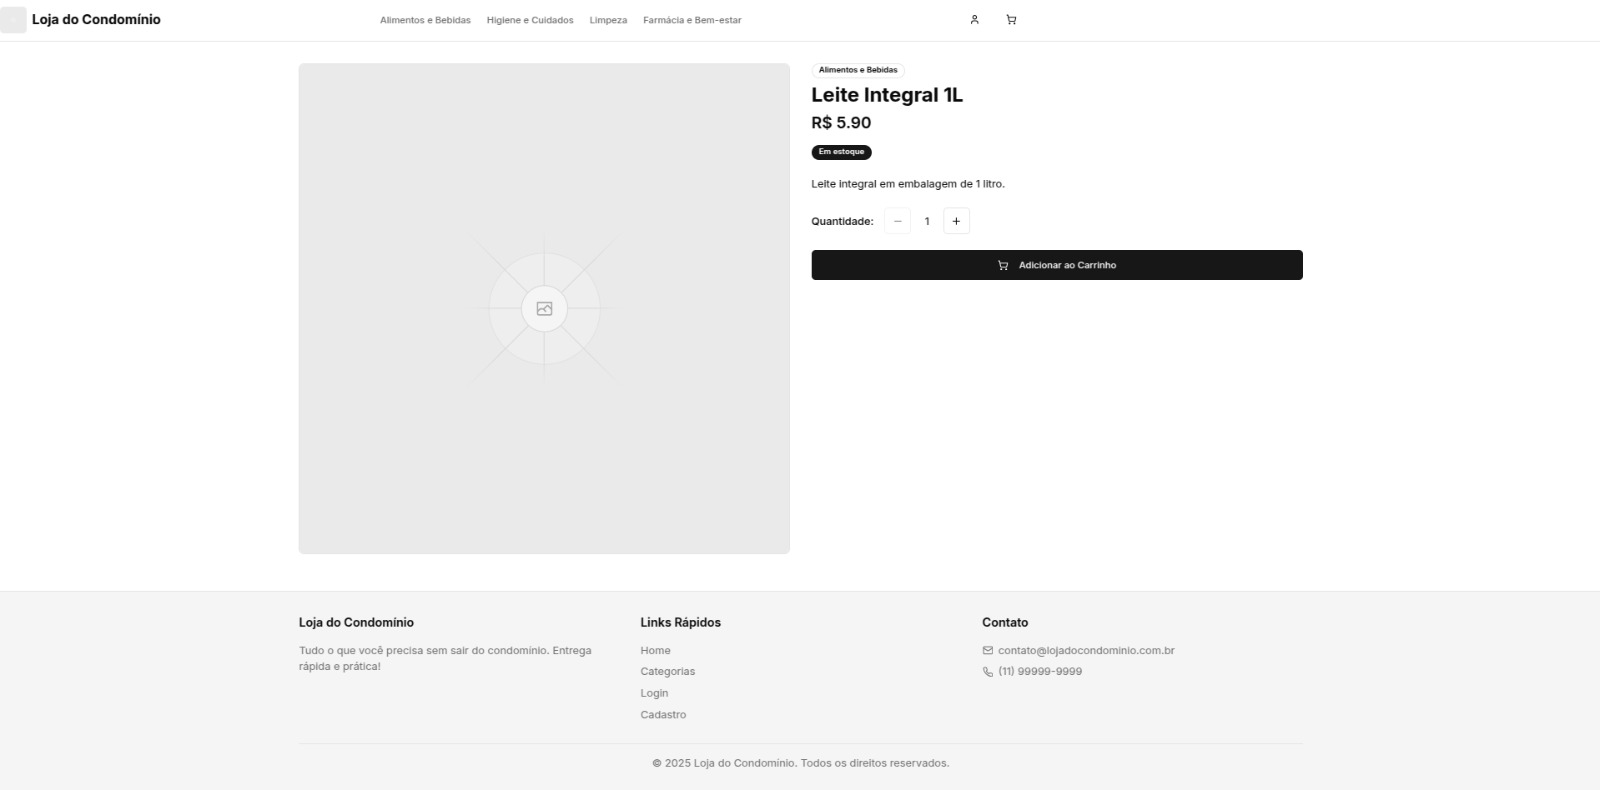 Loja do Condomínio
Alimentos e Bebidas
Higiene e Cuidados
Limpeza
Farmácia e Bem-estar
Alimentos e Bebidas
Leite Integral 1L
R$ 5.90
Em estoque
Leite integral em embalagem de 1 litro.
Quantidade: 1
Adicionar ao Carrinho
Loja do Condomínio
Tudo o que você precisa sem sair do condomínio. Entrega
rápida e prática!
Links Rápidos
Home
Categorias
Login
Cadastro
Contato
contato@lojadocondominio.com.br
(11) 99999-9999
© 2025 Loja do Condomínio. Todos os direitos reservados.